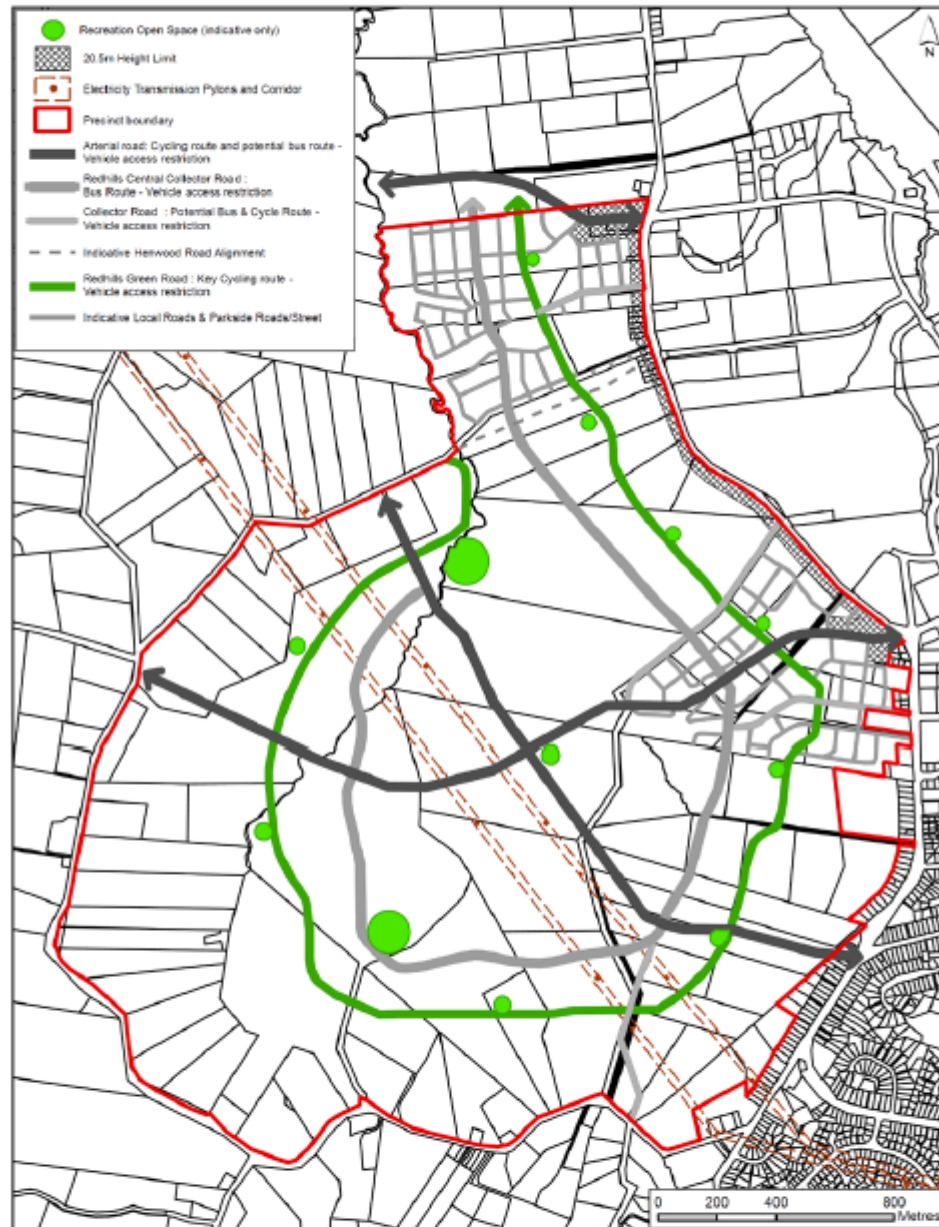 Recreation Open Space (indicative only)
20.5m Height Limit
Electricity Transmission Pylons and Corridor
Precinct boundary
Arterial road: Cycling route and potential bus route -
Vehicle access restriction
Redhills Central Collector Road :
Bus Route - Vehicle access restriction
Collector Road : Potential Bus & Cycle Route -
Vehicle access restriction
Indicative Henwood Road Alignment
Redhills Green Road : Key Cycling route -
Vehicle access restriction
Indicative Local Roads & Parkside Roads/Street
N
0 200 400 800
Metres